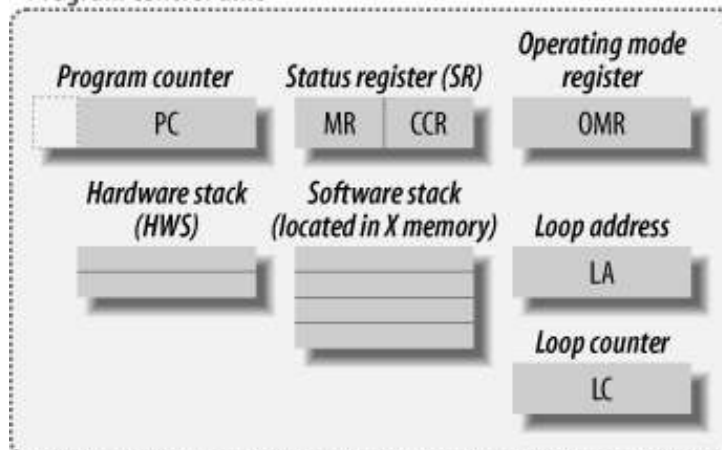 Program counter
Status register (SR)
Operating mode
register
PC
MR
CCR
OMR
Hardware stack
(HWS)
Software stack
(located in X memory)
Loop address
LA
Loop counter
LC